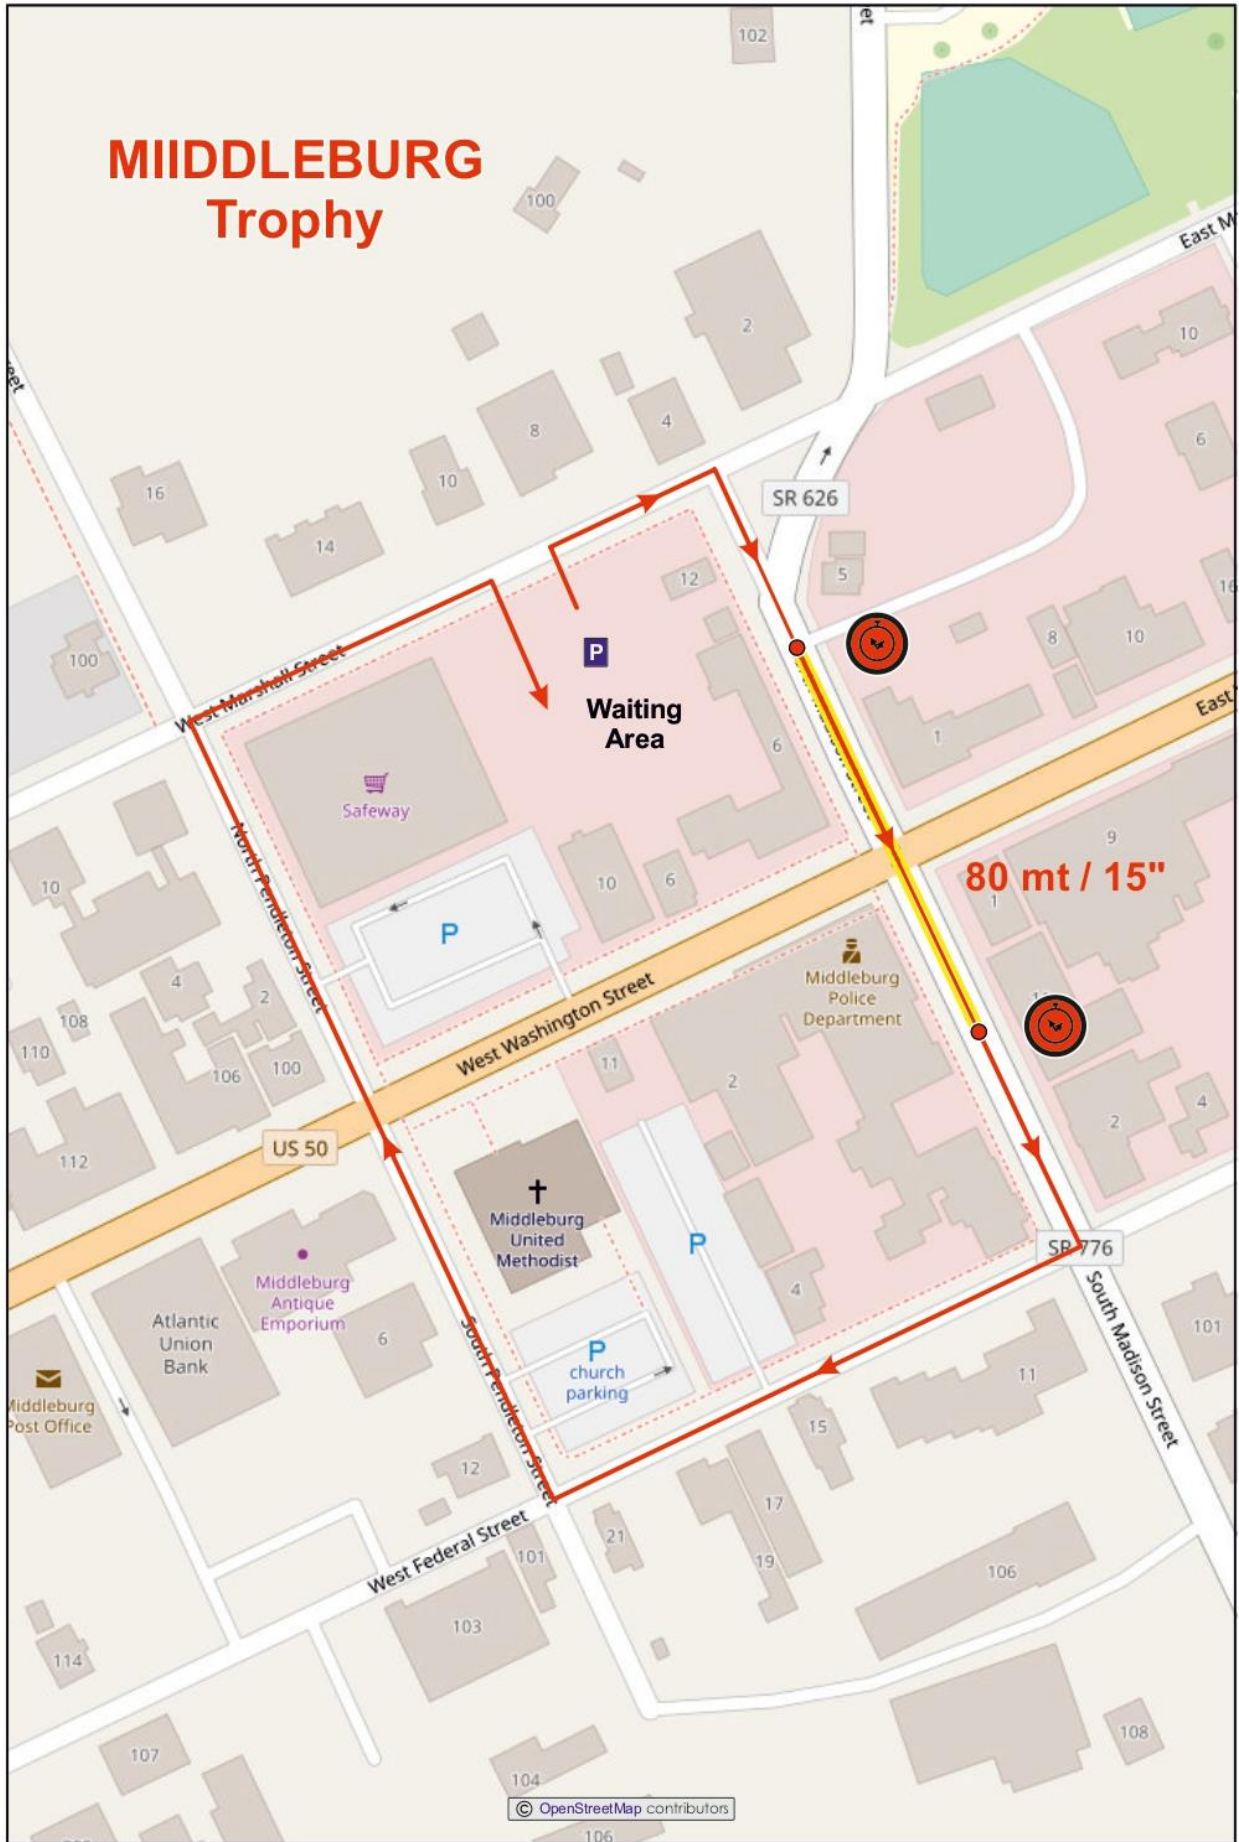 102
et
MIIDDLEBURG
Trophy
100
East M
2
10
eet
8
4
6
16
10
SR 626
14
12
5
16
100
P
8
10
West Marshall Street
Waiting
Area
East
6
1
Safeway
North Pendleton Street
9
10
10
6
80 mt / 15"
1
P
Middleburg
Police
Department
4
2
West Washington Street
108
110
106
100
11
2
2
4
US 50
112
Middleburg
United
Methodist
P
SR 776
Middleburg
Antique
Emporium
4
South Madison Street
Atlantic
Union
Bank
6
South Pendleton Street
P
church
parking
101
Middleburg
Post Office
11
15
12
17
West Federal Street
21
101
19
106
103
114
107
104
108
© OpenStreetMap contributors
106